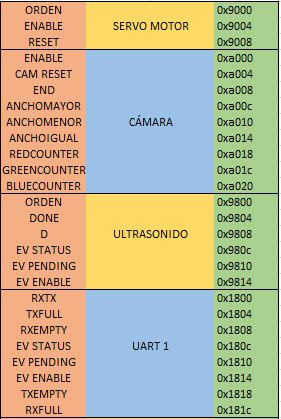 ORDEN SERVO MOTOR 0x9000
ENABLE 0x9004
RESET 0x9008
ENABLE CÁMARA 0xa000
CAM RESET 0xa004
END 0xa008
ANCHOMAYOR 0xa00c
ANCHOMENOR 0xa010
ANCHOIGUAL 0xa014
REDCOUNTER 0xa018
GREENCOUNTER 0xa01c
BLUECOUNTER 0xa020
ORDEN ULTRASONIDO 0x9800
DONE 0x9804
D 0x9808
EV STATUS 0x980c
EV PENDING 0x9810
EV ENABLE 0x9814
RXTX UART 1 0x1800
TXFULL 0x1804
RXEMPTY 0x1808
EV STATUS 0x180c
EV PENDING 0x1810
EV ENABLE 0x1814
TXEMPTY 0x1818
RXFULL 0x181c